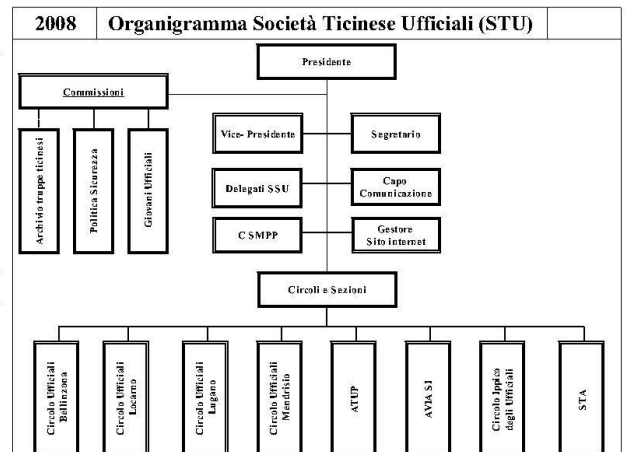 2008 Organigramma Società Ticinese Ufficiali (STU)
Presidente
Commissioni
Archivio truppe ticinesi
Politica Sicurezza
Giovani Ufficiali
Vice- Presidente
Segretario
Delegati SSU
Capo
Comunicazione
CSMPP
Gestore
Sito internet
Circoli e Sezioni
Circolo Ufficiali
Bellinzona
Circolo Ufficiali
Locarno
Circolo Ufficiali
Lugano
Circolo Ufficiali
Mendrisio
ATUP
AVIA SI
Circolo Ippico
degli Ufficiali
STA